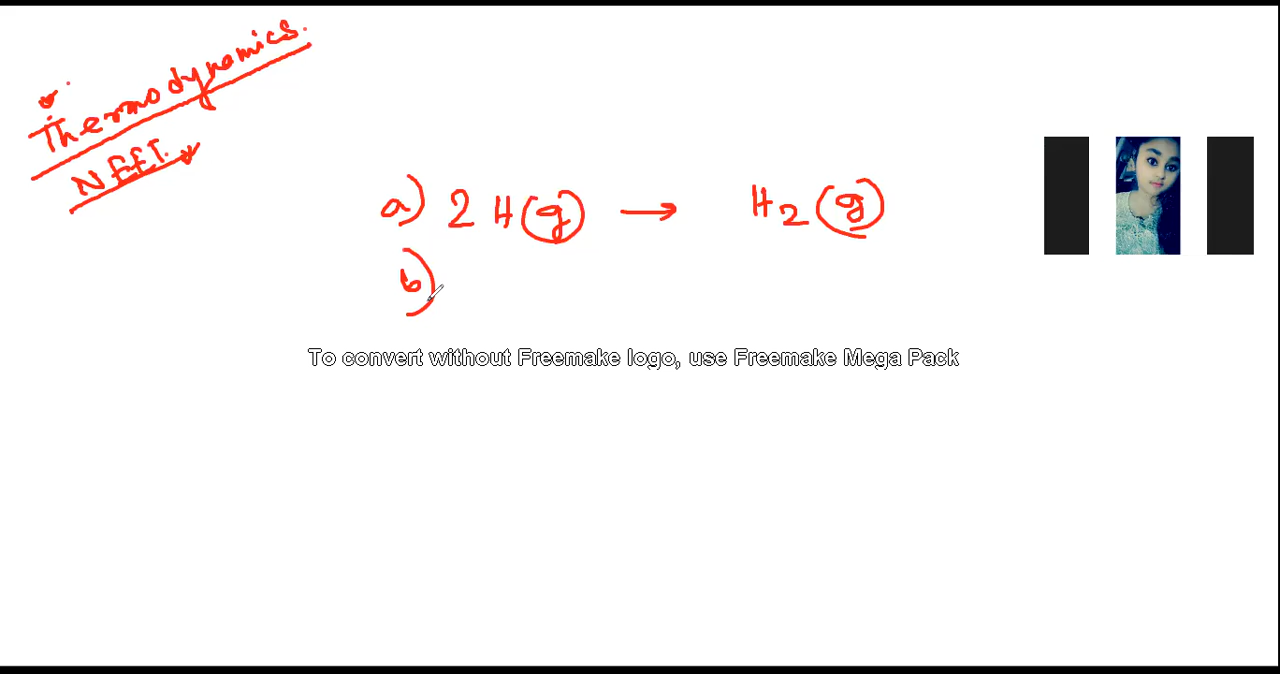 Thermodynamics.
NEET.
a) 2 H(g) → H2(g)
b)
To convert without Freemake logo, use Freemake Mega Pack